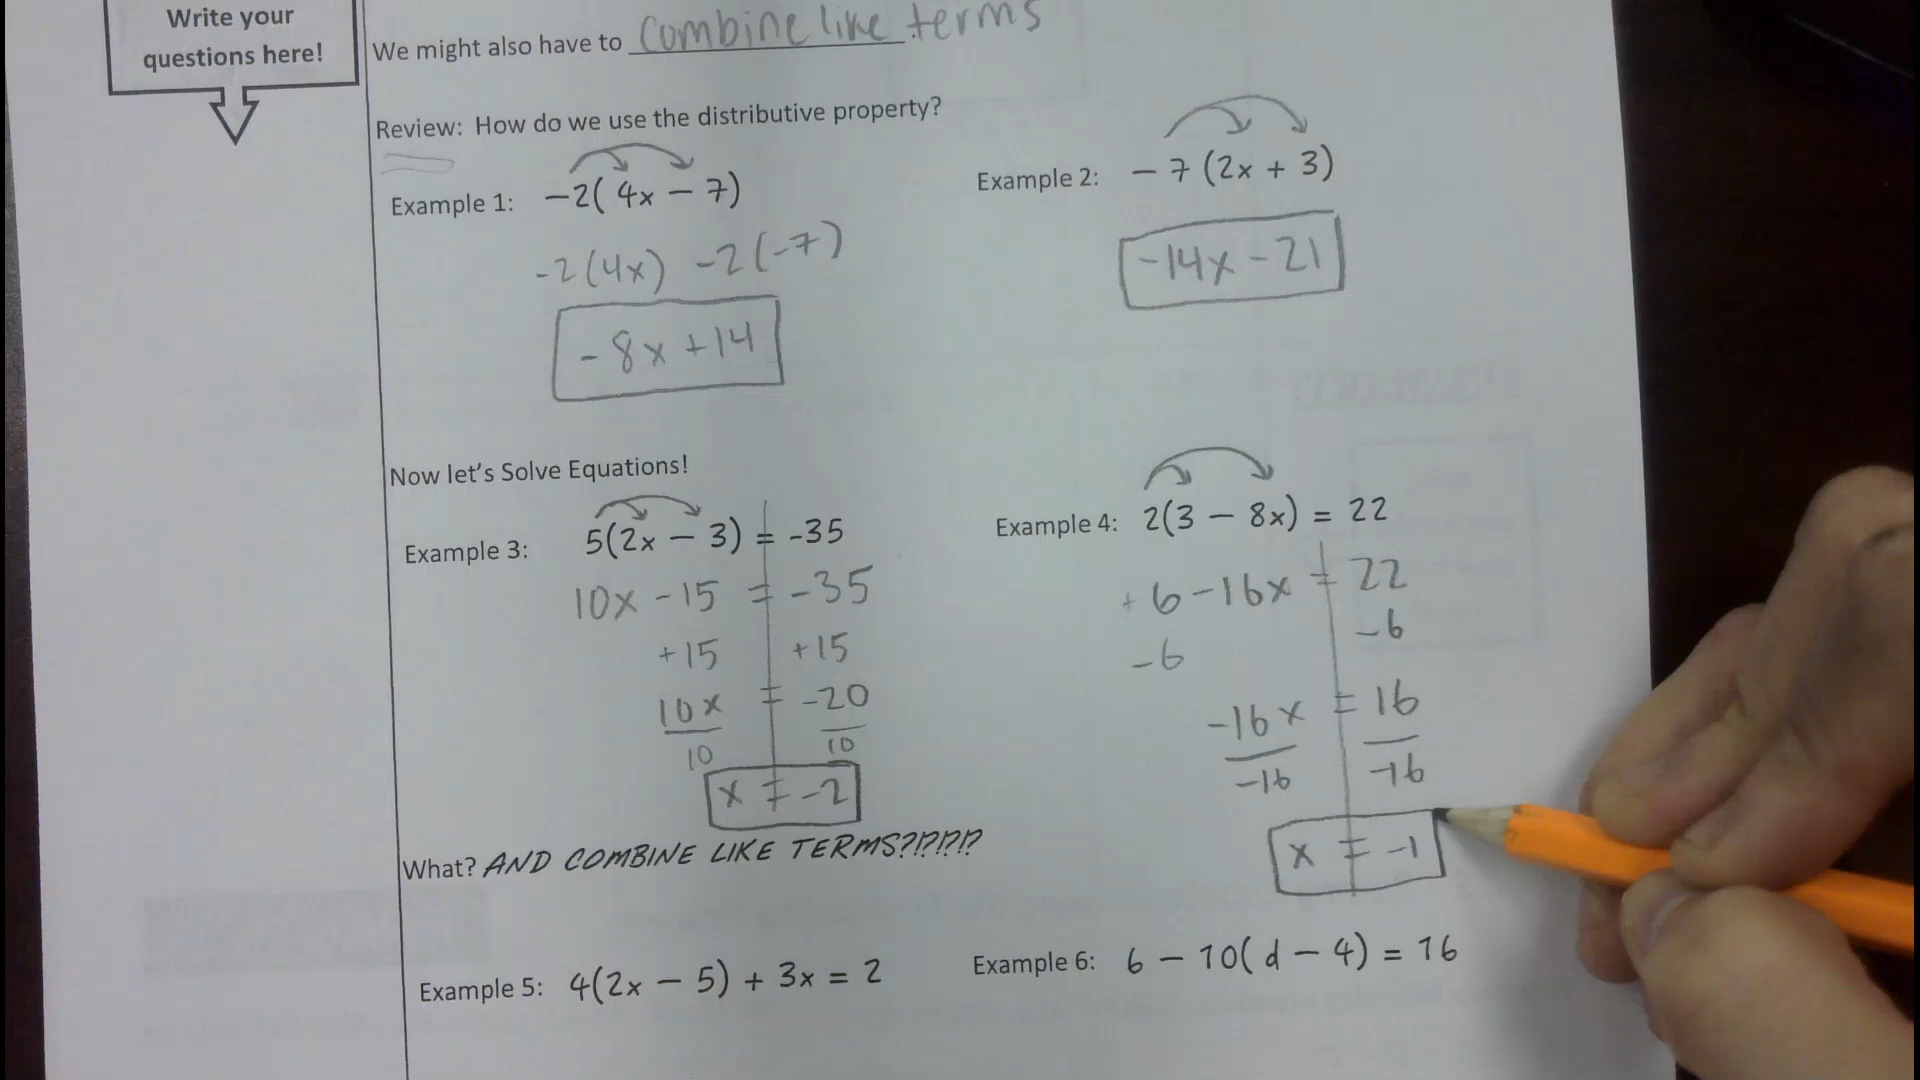 Write your
questions here!
We might also have to combine like terms
Review: How do we use the distributive property?
Example 1: -2(4x - 7)
-2(4x) -2(-7)
-8x +14
Example 2: -7(2x + 3)
-14x - 21
Now let's Solve Equations!
Example 3: 5(2x - 3) = -35
10x - 15 = -35
+15 +15
10x = -20
10 10
x = -2
Example 4: 2(3 - 8x) = 22
+6 -16x = 22
-6
-6
-16x = 16
-16 -16
x = -1
What? AND COMBINE LIKE TERMS?!?!?!?
Example 5: 4(2x - 5) + 3x = 2
Example 6: 6 - 10(d - 4) = 16